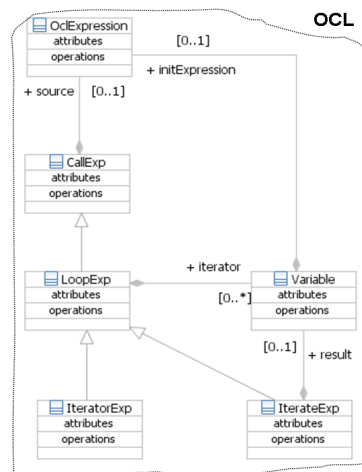 OCL
OclExpression
attributes
operations
[0..1]
+ initExpression
+ source [0..1]
CallExp
attributes
operations
+ iterator
LoopExp
attributes
operations
[0..*]
Variable
attributes
operations
[0..1]
+ result
IteratorExp
attributes
operations
IterateExp
attributes
operations